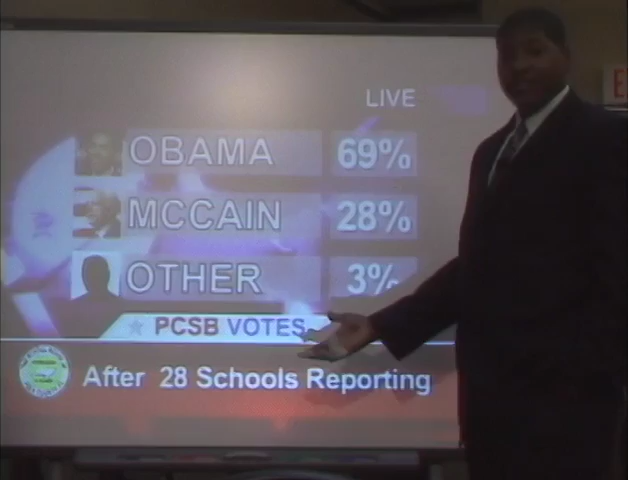 LIVE
OBAMA 69%
MCCAIN 28%
OTHER 3%
PCSB VOTES
After 28 Schools Reporting
E